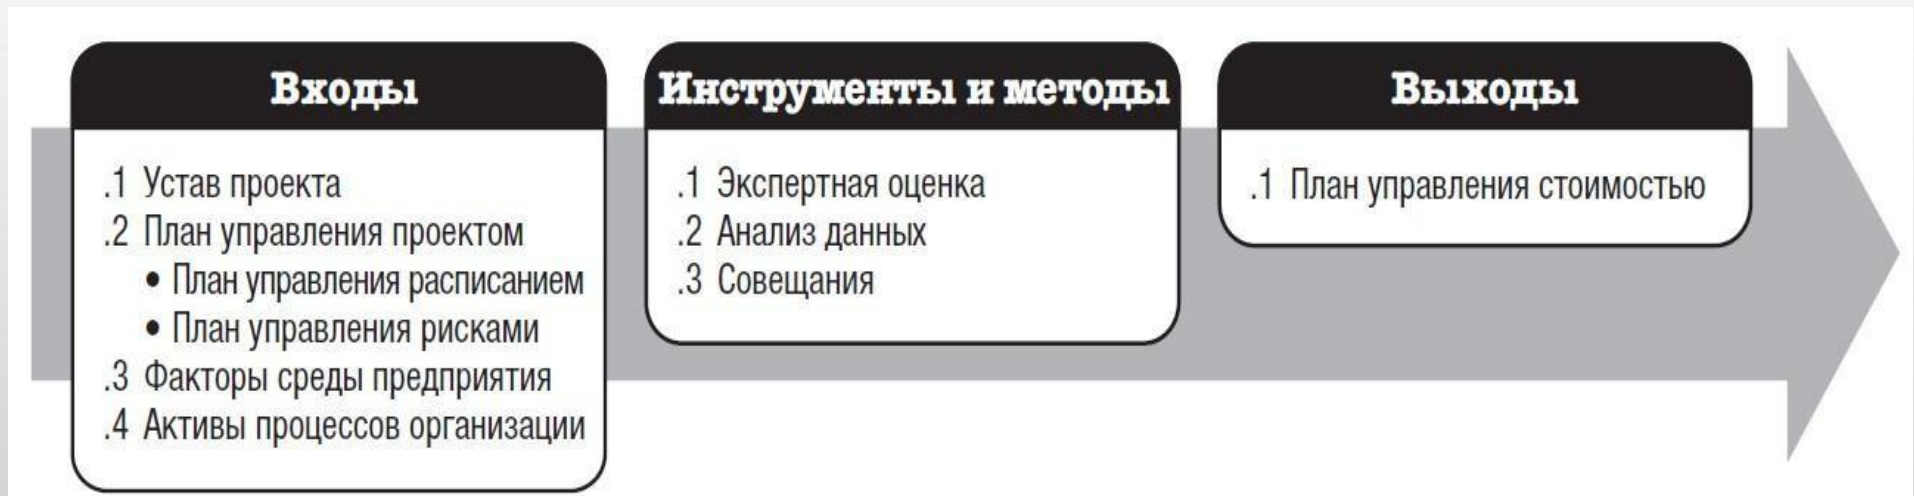 Входы
.1 Устав проекта
.2 План управления проектом
• План управления расписанием
• План управления рисками
.3 Факторы среды предприятия
.4 Активы процессов организации
Инструменты и методы
.1 Экспертная оценка
.2 Анализ данных
.3 Совещания
Выходы
.1 План управления стоимостью